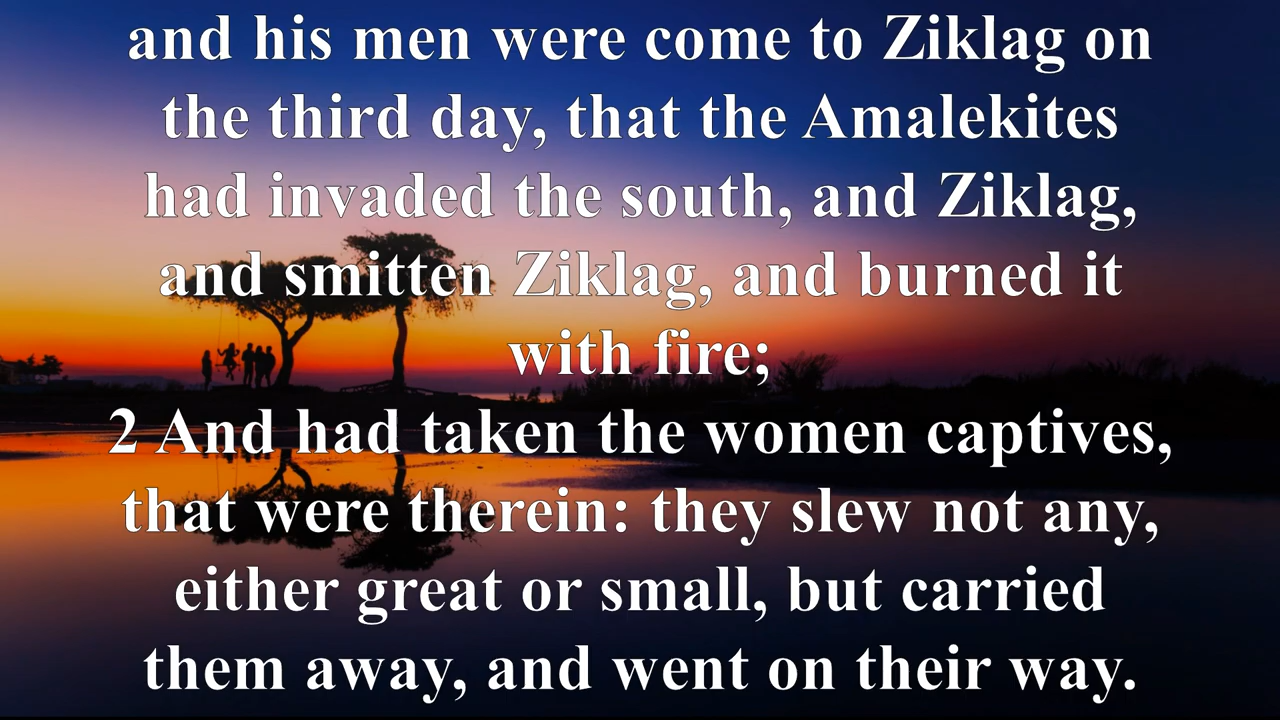 and his men were come to Ziklag on
the third day, that the Amalekites
had invaded the south, and Ziklag,
and smitten Ziklag, and burned it
with fire;
2 And had taken the women captives,
that were therein: they slew not any,
either great or small, but carried
them away, and went on their way.